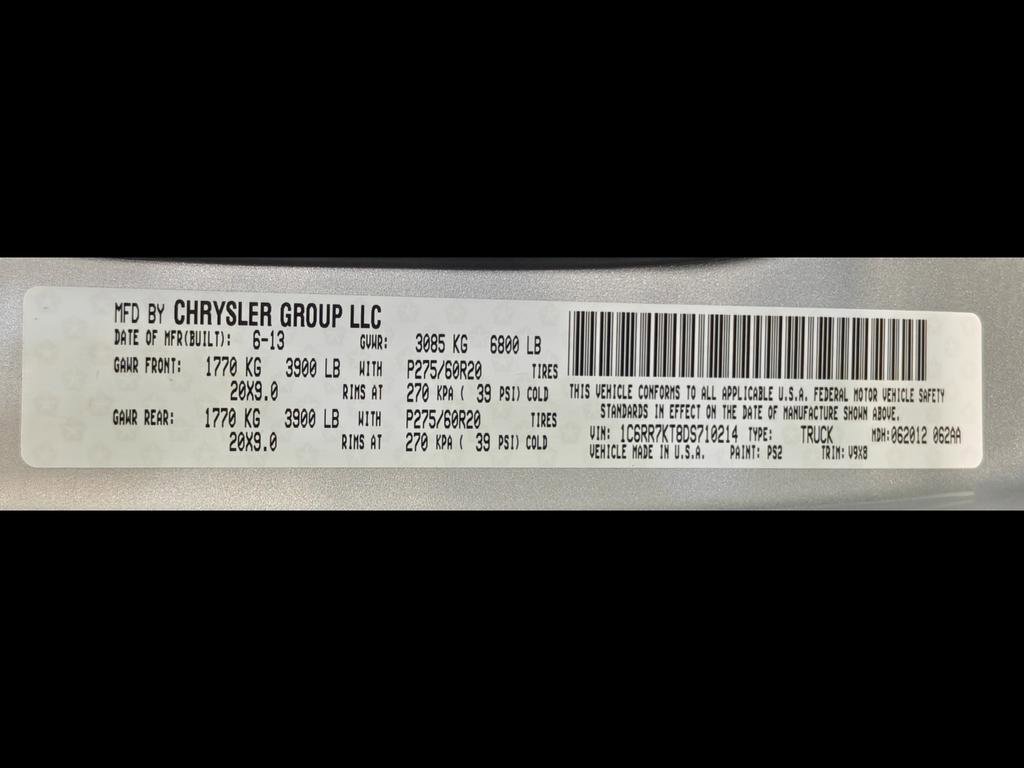 MFD BY CHRYSLER GROUP LLC
DATE OF MFR(BUILT): 6-13 GVWR: 3085 KG 6800 LB
GAWR FRONT: 1770 KG 3900 LB WITH P275/60R20 TIRES
20X9.0 RIMS AT 270 KPA ( 39 PSI) COLD
GAWR REAR: 1770 KG 3900 LB WITH P275/60R20 TIRES
20X9.0 RIMS AT 270 KPA ( 39 PSI) COLD
THIS VEHICLE CONFORMS TO ALL APPLICABLE U.S.A. FEDERAL MOTOR VEHICLE SAFETY
STANDARDS IN EFFECT ON THE DATE OF MANUFACTURE SHOWN ABOVE.
VIN: 1C6RR7KT8DS710214 TYPE: TRUCK MDH:062012 062AA
VEHICLE MADE IN U.S.A. PAINT: PS2 TRIM: V9X8